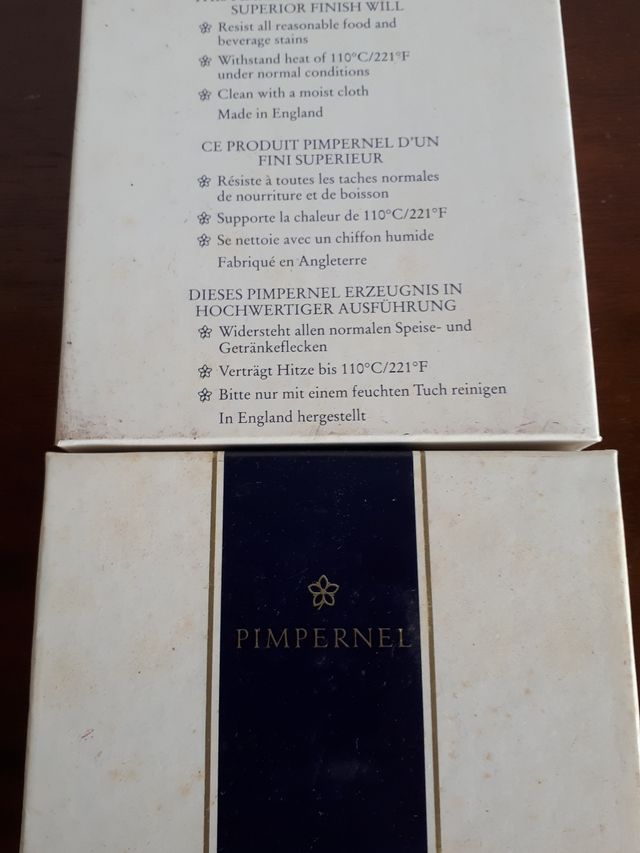 SUPERIOR FINISH WILL
Resist all reasonable food and
beverage stains
Withstand heat of 110°C/221°F
under normal conditions
Clean with a moist cloth
Made in England
CE PRODUIT PIMPERNEL D'UN
FINI SUPERIEUR
Résiste à toutes les taches normales
de nourriture et de boisson
Supporte la chaleur de 110°C/221°F
Se nettoie avec un chiffon humide
Fabriqué en Angleterre
DIESES PIMPERNEL ERZEUGNIS IN
HOCHWERTIGER AUSFÜHRUNG
Widersteht allen normalen Speise- und
Getränkeflecken
Verträgt Hitze bis 110°C/221°F
Bitte nur mit einem feuchten Tuch reinigen
In England hergestellt
PIMPERNEL